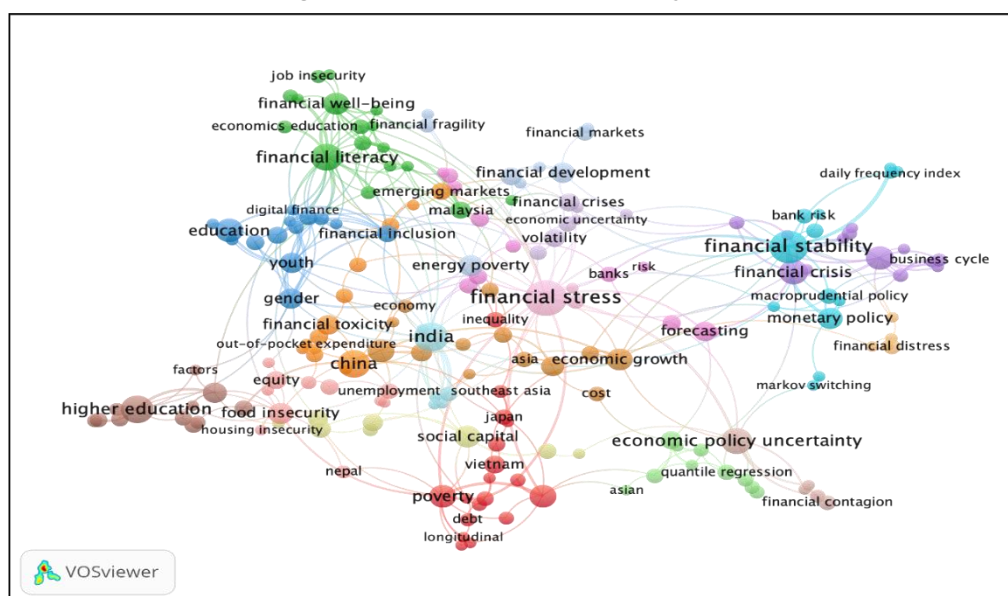 job insecurity
financial well-being
economics education
financial fragility
financial markets
financial literacy
financial development
daily frequency index
emerging markets
financial crises
malaysia
digital finance
economic uncertainty
bank risk
education
financial inclusion
volatility
financial stability
business cycle
youth
energy poverty
banks
risk
financial crisis
gender
financial stress
macroprudential policy
economy
inequality
monetary policy
financial toxicity
india
forecasting
out-of-pocket expenditure
financial distress
china
asia
economic growth
factors
equity
unemployment
southeast asia
cost
markov switching
higher education
food insecurity
japan
housing insecurity
social capital
economic policy uncertainty
nepal
vietnam
quantile regression
poverty
asian
financial contagion
debt
longitudinal
VOSviewer